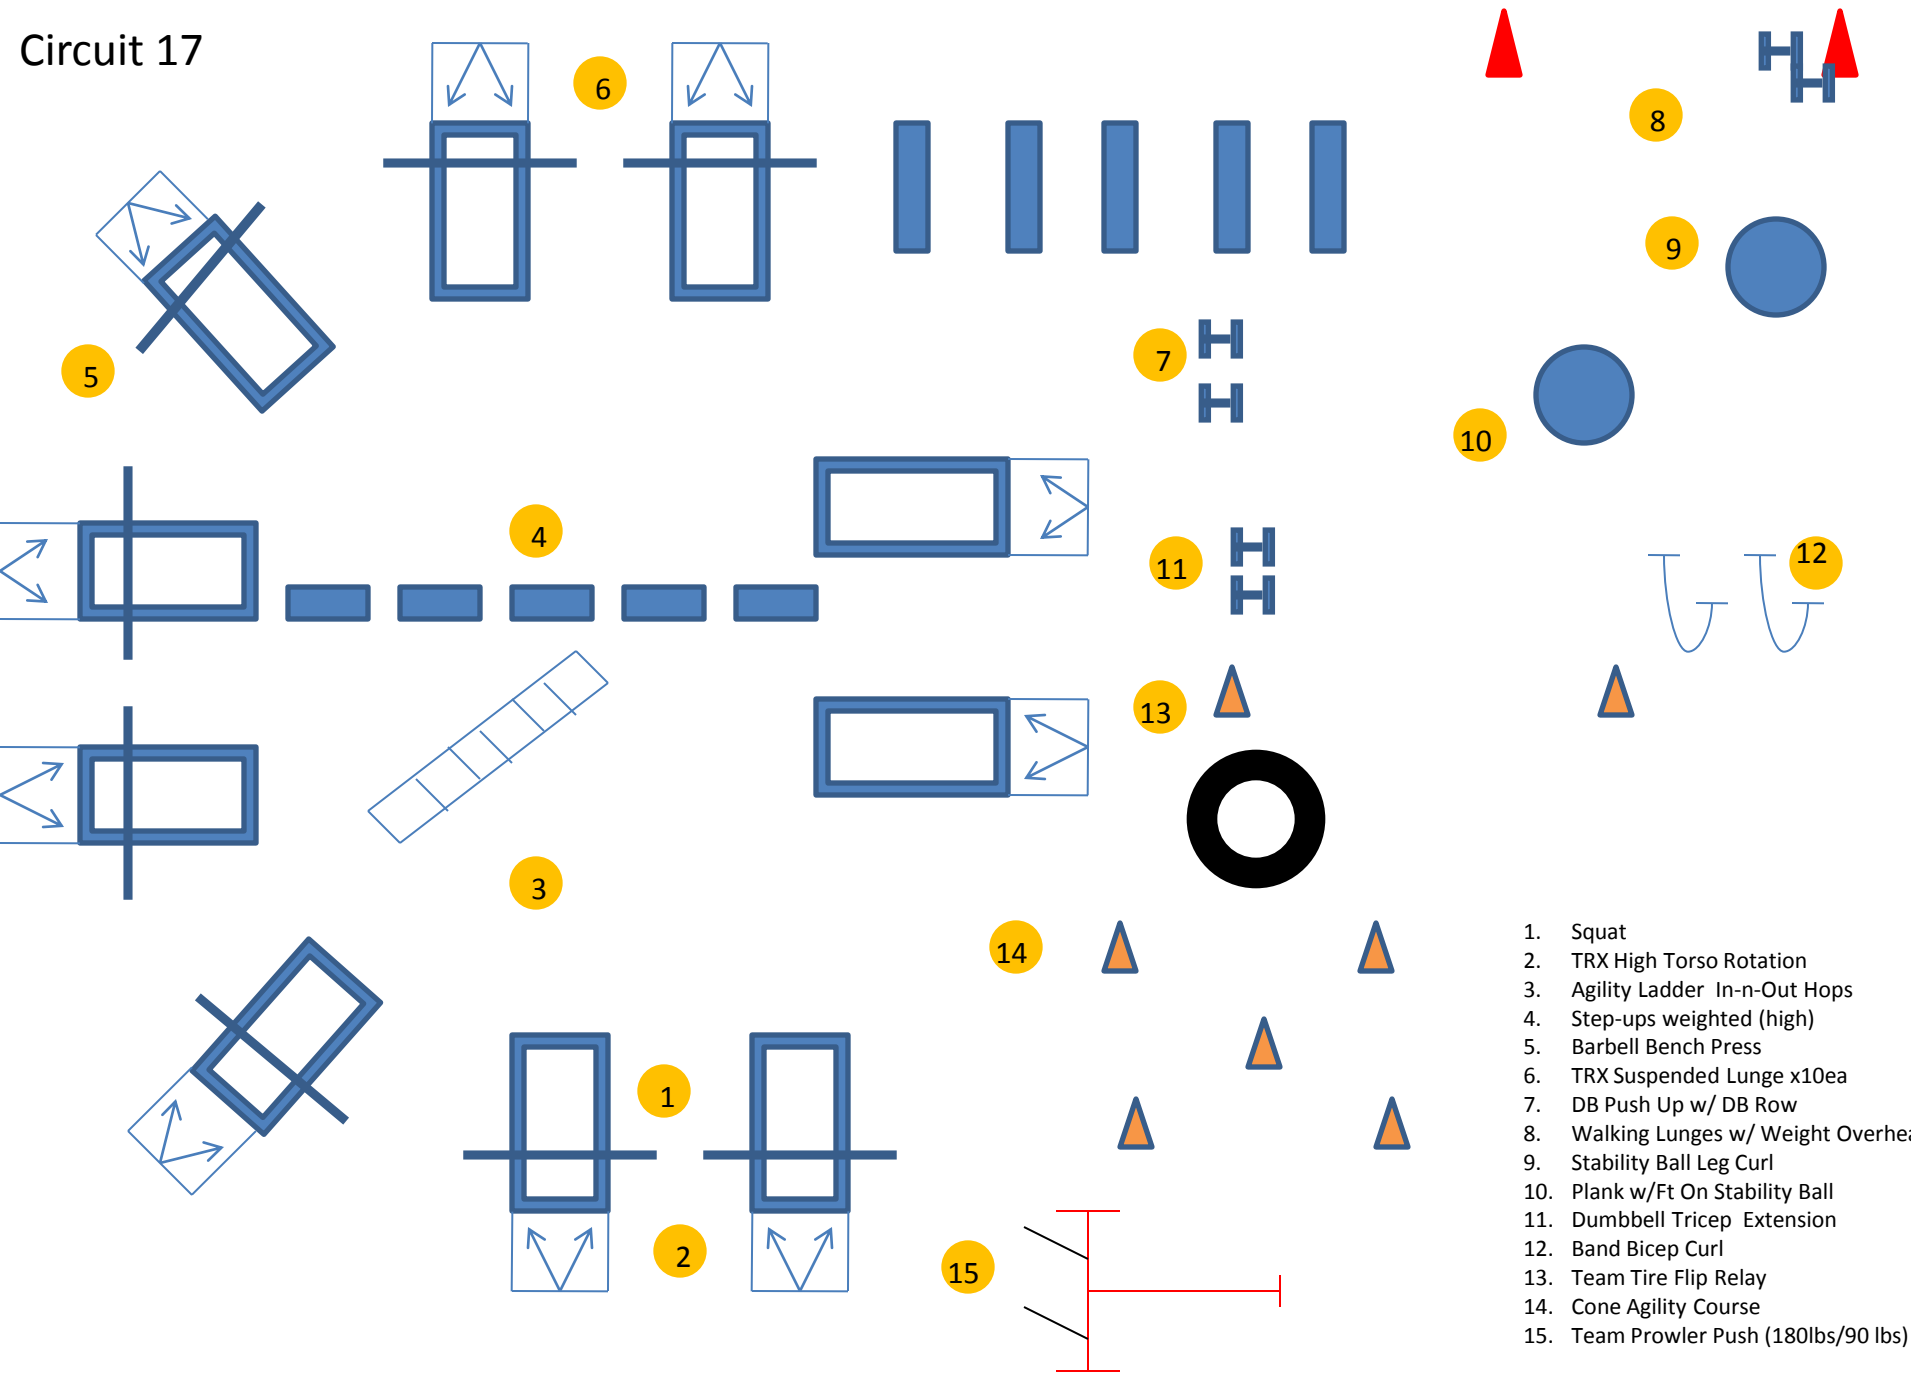 Circuit 17
6
8
9
7
5
10
4
12
11
13
3
14
1
2
15
1. Squat
2. TRX High Torso Rotation
3. Agility Ladder In-n-Out Hops
4. Step-ups weighted (high)
5. Barbell Bench Press
6. TRX Suspended Lunge x10ea
7. DB Push Up w/ DB Row
8. Walking Lunges w/ Weight
9. Stability Ball Leg Curl
10. Plank w/Ft On Stability Ball
11. Dumbbell Tricep Extension
12. Band Bicep Curl
13. Team Tire Flip Relay
14. Cone Agility Course
15. Team Prowler Push (180lbs/90 lbs)